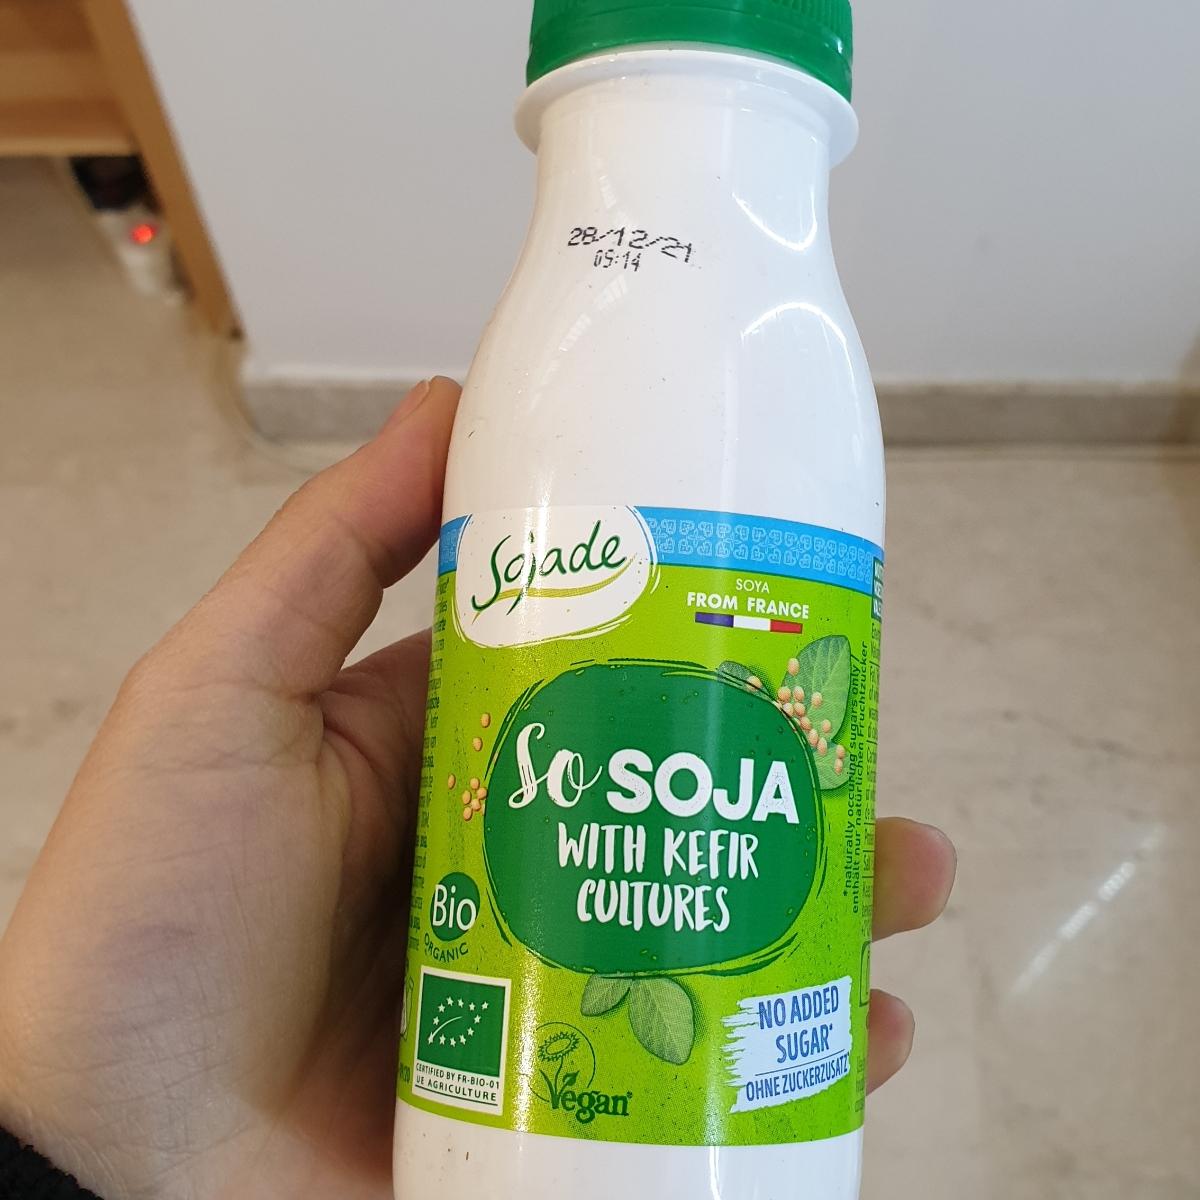 28/12/21
09:14
Sojade
SOYA
FROM FRANCE
So SOJA
WITH KEFIR
CULTURES
*naturally occuring sugars only /
enthält nur natürlichen Fruchtzucker
Bio
ORGANIC
CERTIFIED BY FR-BIO-01
UE AGRICULTURE
Vegan
NO ADDED
SUGAR*
OHNE ZUCKERZUSATZ*